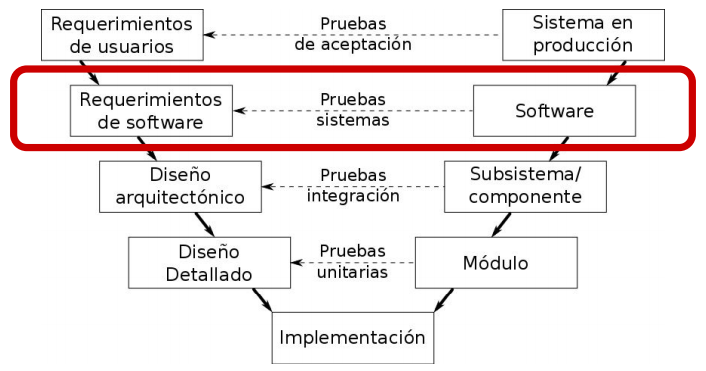 Requerimientos
de usuarios
Pruebas
de aceptación
Sistema en
producción
Requerimientos
de software
Pruebas
sistemas
Software
Diseño
arquitectónico
Pruebas
integración
Subsistema/
componente
Diseño
Detallado
Pruebas
unitarias
Módulo
Implementación